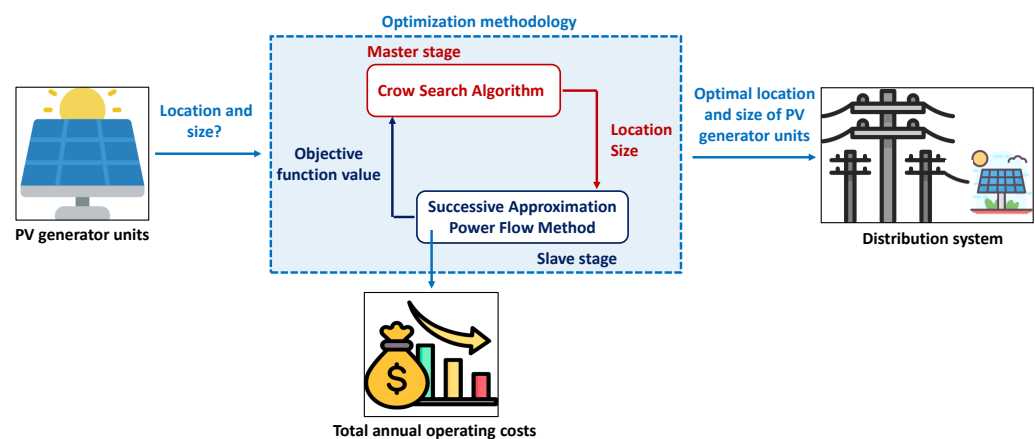 Optimization methodology
Master stage
Crow Search Algorithm
Location and
size?
Optimal location
and size of PV
generator units
Location
Size
Objective
function value
Successive Approximation
Power Flow Method
Slave stage
PV generator units
Distribution system
$
Total annual operating costs